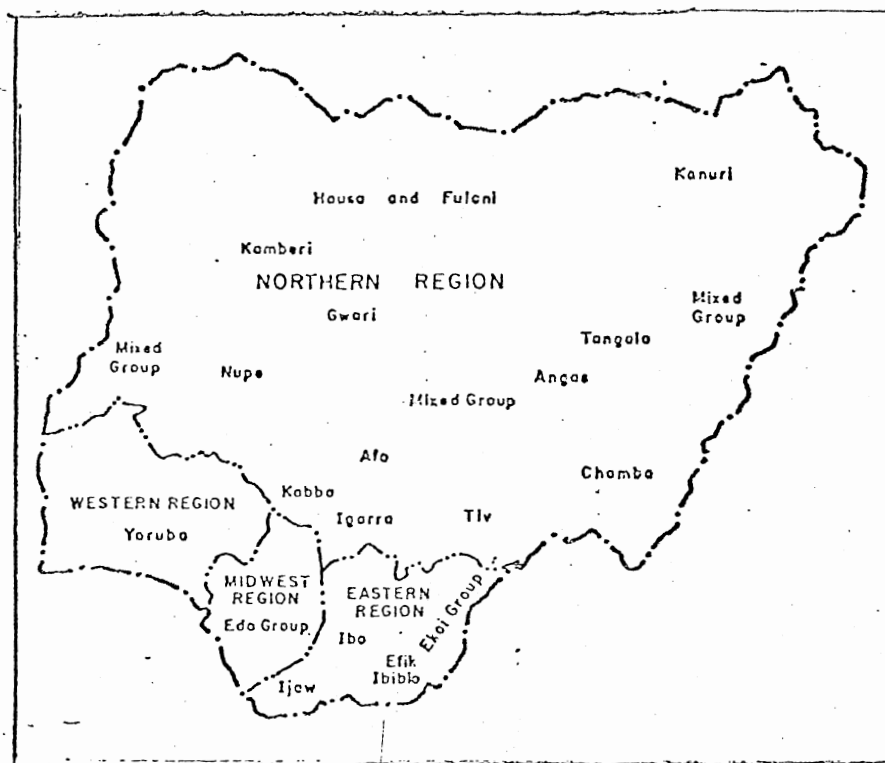 Kanuri
Hausa and Fulani
Kamberi
NORTHERN REGION
Gwari
Mixed
Group
Tangola
Mixed
Group
Nupe
Angas
Mixed Group
Afo
Chamba
Kabba
WESTERN REGION
Igarra
Tiv
Yoruba
MIDWEST
REGION
EASTERN
REGION
Ekoi Group
Edo Group
Ibo
Efik
Ibibio
Ijaw